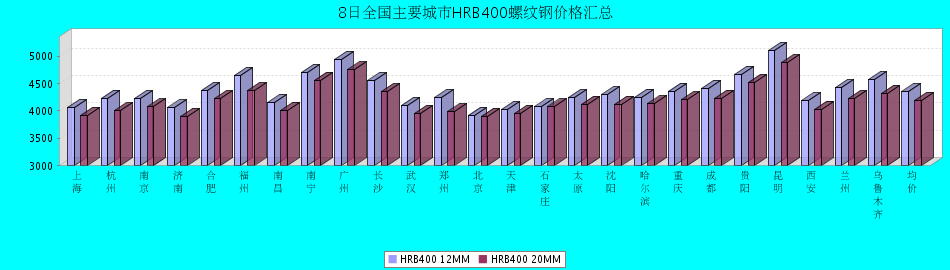 8日全国主要城市HRB400螺纹钢价格汇总
5000
4500
4000
3500
3000
上海
杭州
南京
济南
合肥
福州
南昌
南宁
广州
长沙
武汉
郑州
北京
天津
石家庄
太原
沈阳
哈尔滨
重庆
成都
贵阳
昆明
西安
兰州
乌鲁木齐
均价
HRB400 12MM HRB400 20MM